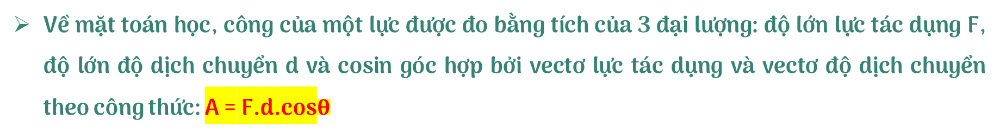 ➢ Về mặt toán học, công của một lực được đo bằng tích của 3 đại lượng: độ lớn lực tác dụng F,
độ lớn độ dịch chuyển d và cosin góc hợp bởi vectơ lực tác dụng và vectơ độ dịch chuyển
theo công thức: A = F.d.cosθ